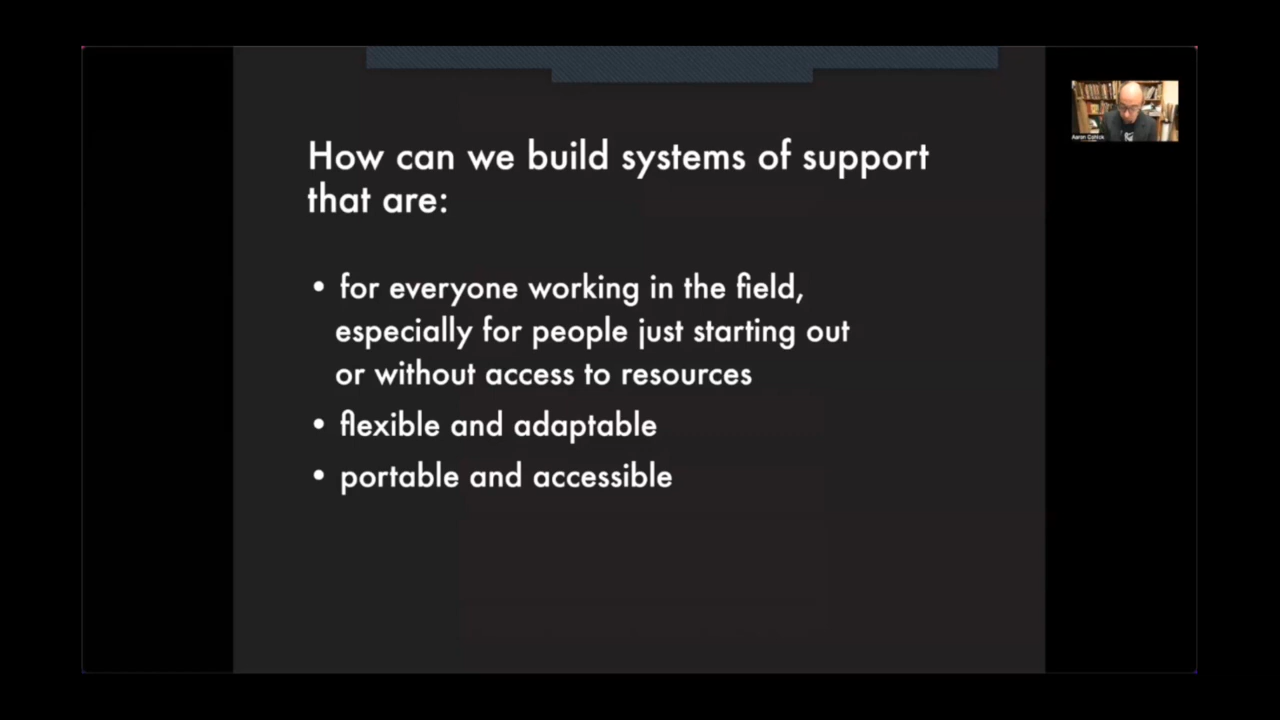 How can we build systems of support
that are:
• for everyone working in the field,
especially for people just starting out
or without access to resources
• flexible and adaptable
• portable and accessible
Aaron